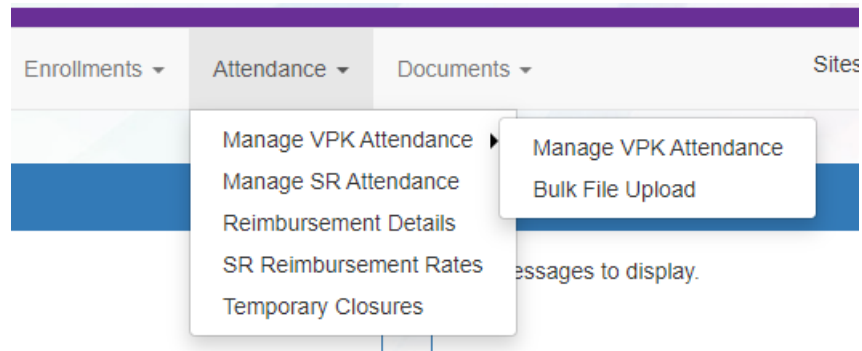 Enrollments Attendance Documents Sites
Manage VPK Attendance Manage VPK Attendance
Manage SR Attendance Bulk File Upload
Reimbursement Details
SR Reimbursement Rates
essages to display.
Temporary Closures